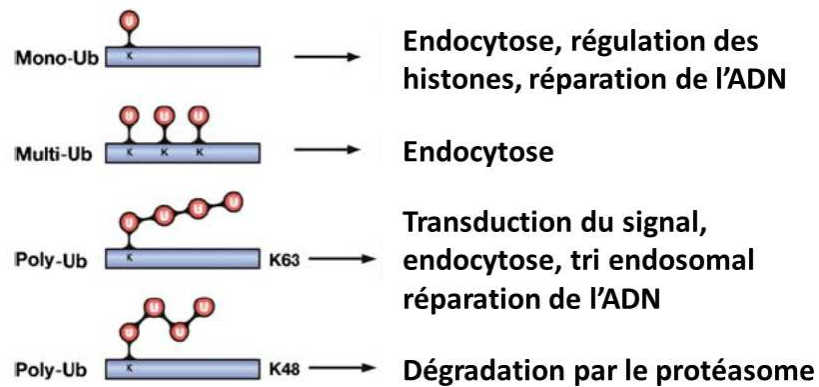 U
Mono-Ub K
Endocytose, régulation des
histones, réparation de l'ADN
U U U
Multi-Ub K K K
Endocytose
U U U U
Poly-Ub K K63
Transduction du signal,
endocytose, tri endosomal
réparation de l'ADN
U U U U
Poly-Ub K K48
Dégradation par le protéasome